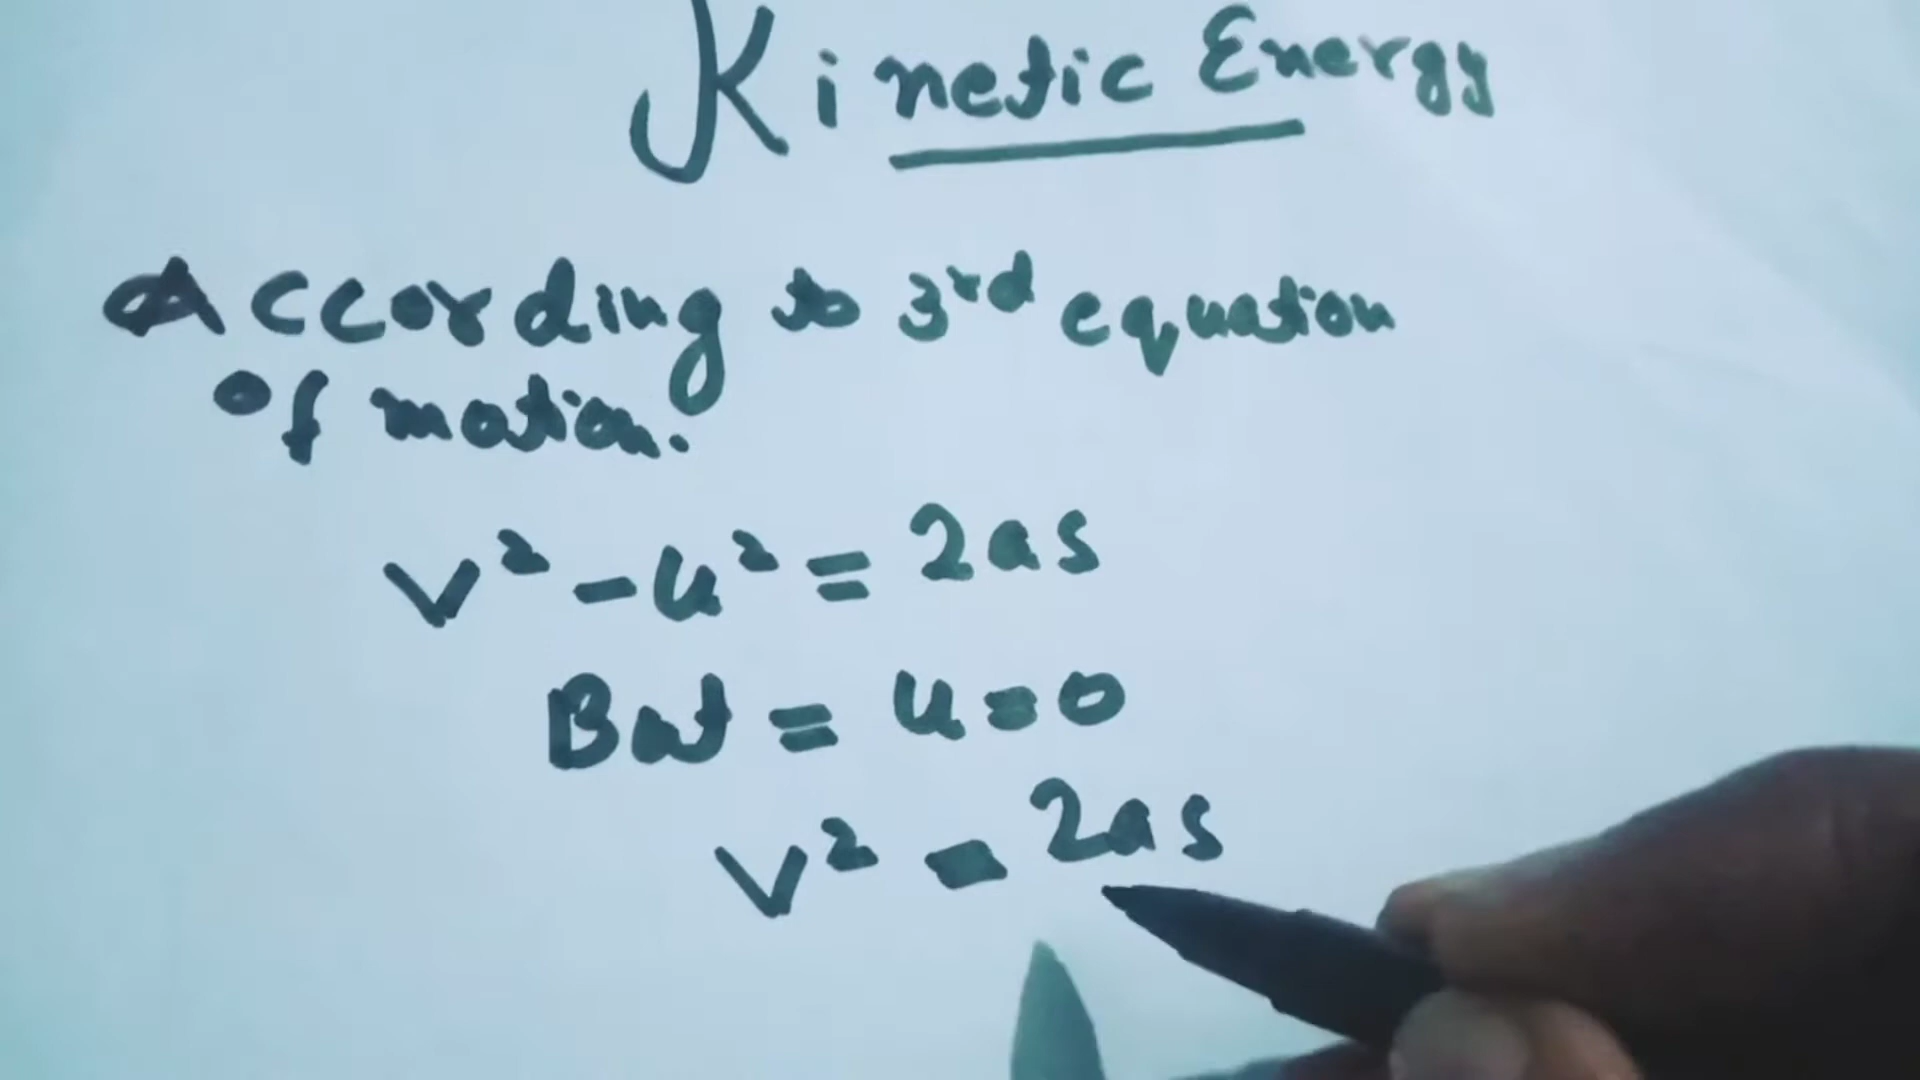 Kinetic Energy
According to 3rd equation
of motion.
v² - u² = 2as
But = u = 0
v² = 2as